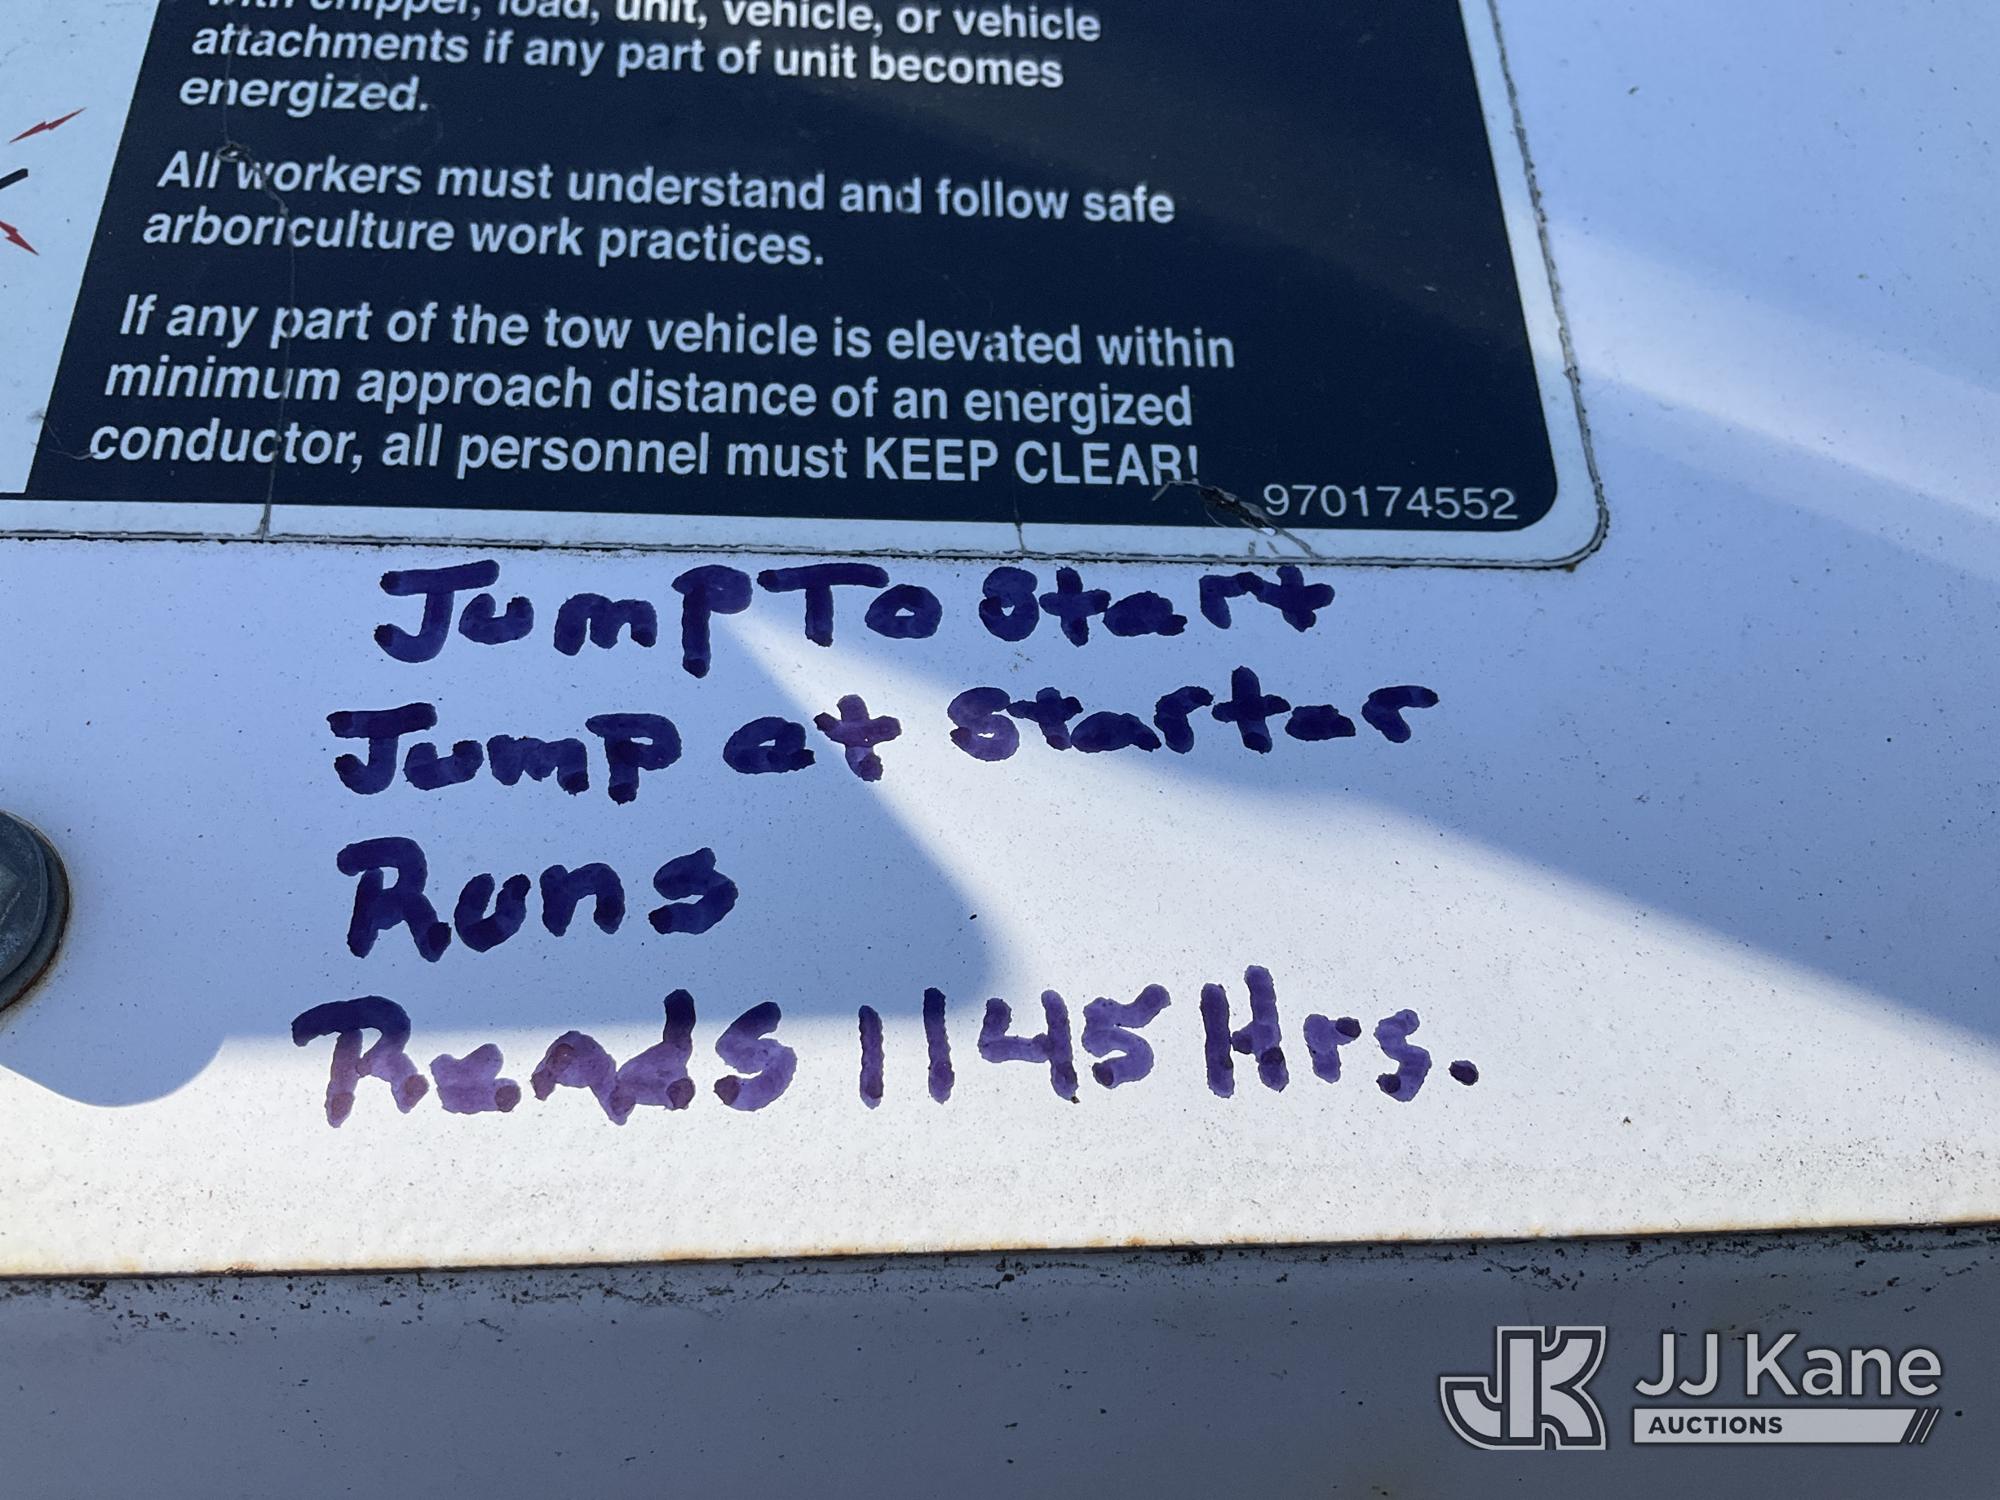 with chipper, load, unit, vehicle, or vehicle
attachments if any part of unit becomes
energized.
All workers must understand and follow safe
arboriculture work practices.
If any part of the tow vehicle is elevated within
minimum approach distance of an energized
conductor, all personnel must KEEP CLEAR!
970174552
Jump To Start
Jump at Starter
Runs
Reads 1145 Hrs.
JK JJ Kane
AUCTIONS